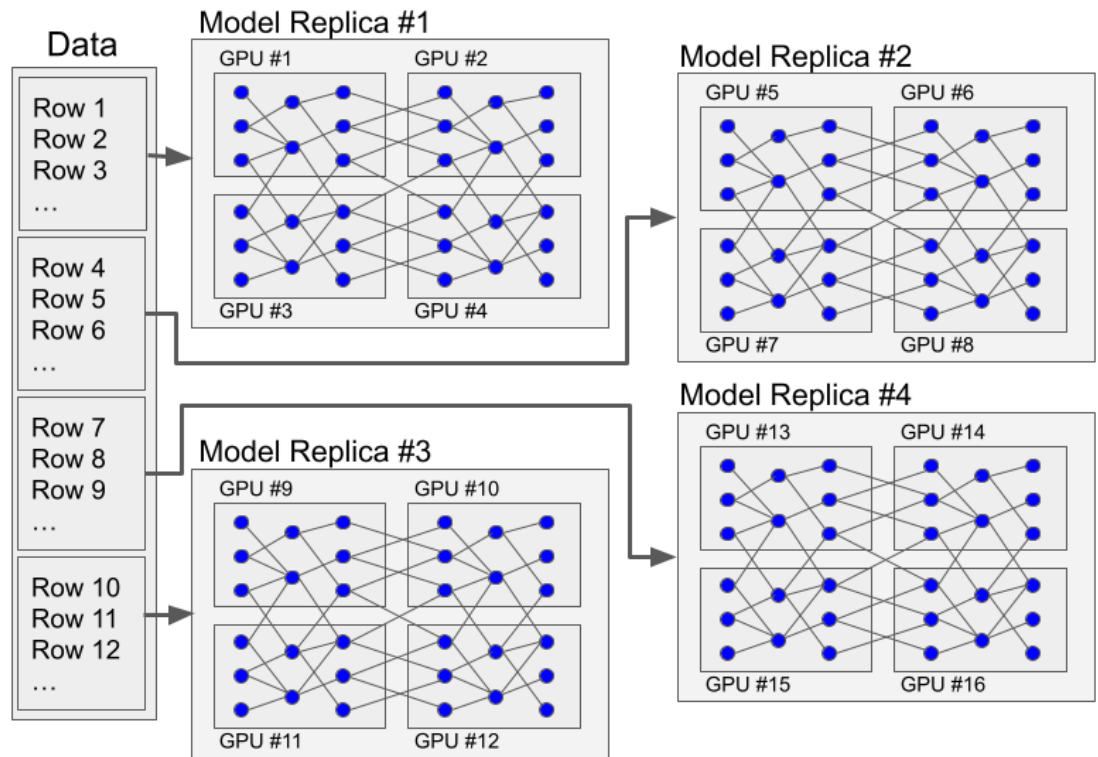 Data
Row 1
Row 2
Row 3
...
Row 4
Row 5
Row 6
...
Row 7
Row 8
Row 9
...
Row 10
Row 11
Row 12
...
Model Replica #1
GPU #1
GPU #2
GPU #3
GPU #4
Model Replica #2
GPU #5
GPU #6
GPU #7
GPU #8
Model Replica #3
GPU #9
GPU #10
GPU #11
GPU #12
Model Replica #4
GPU #13
GPU #14
GPU #15
GPU #16